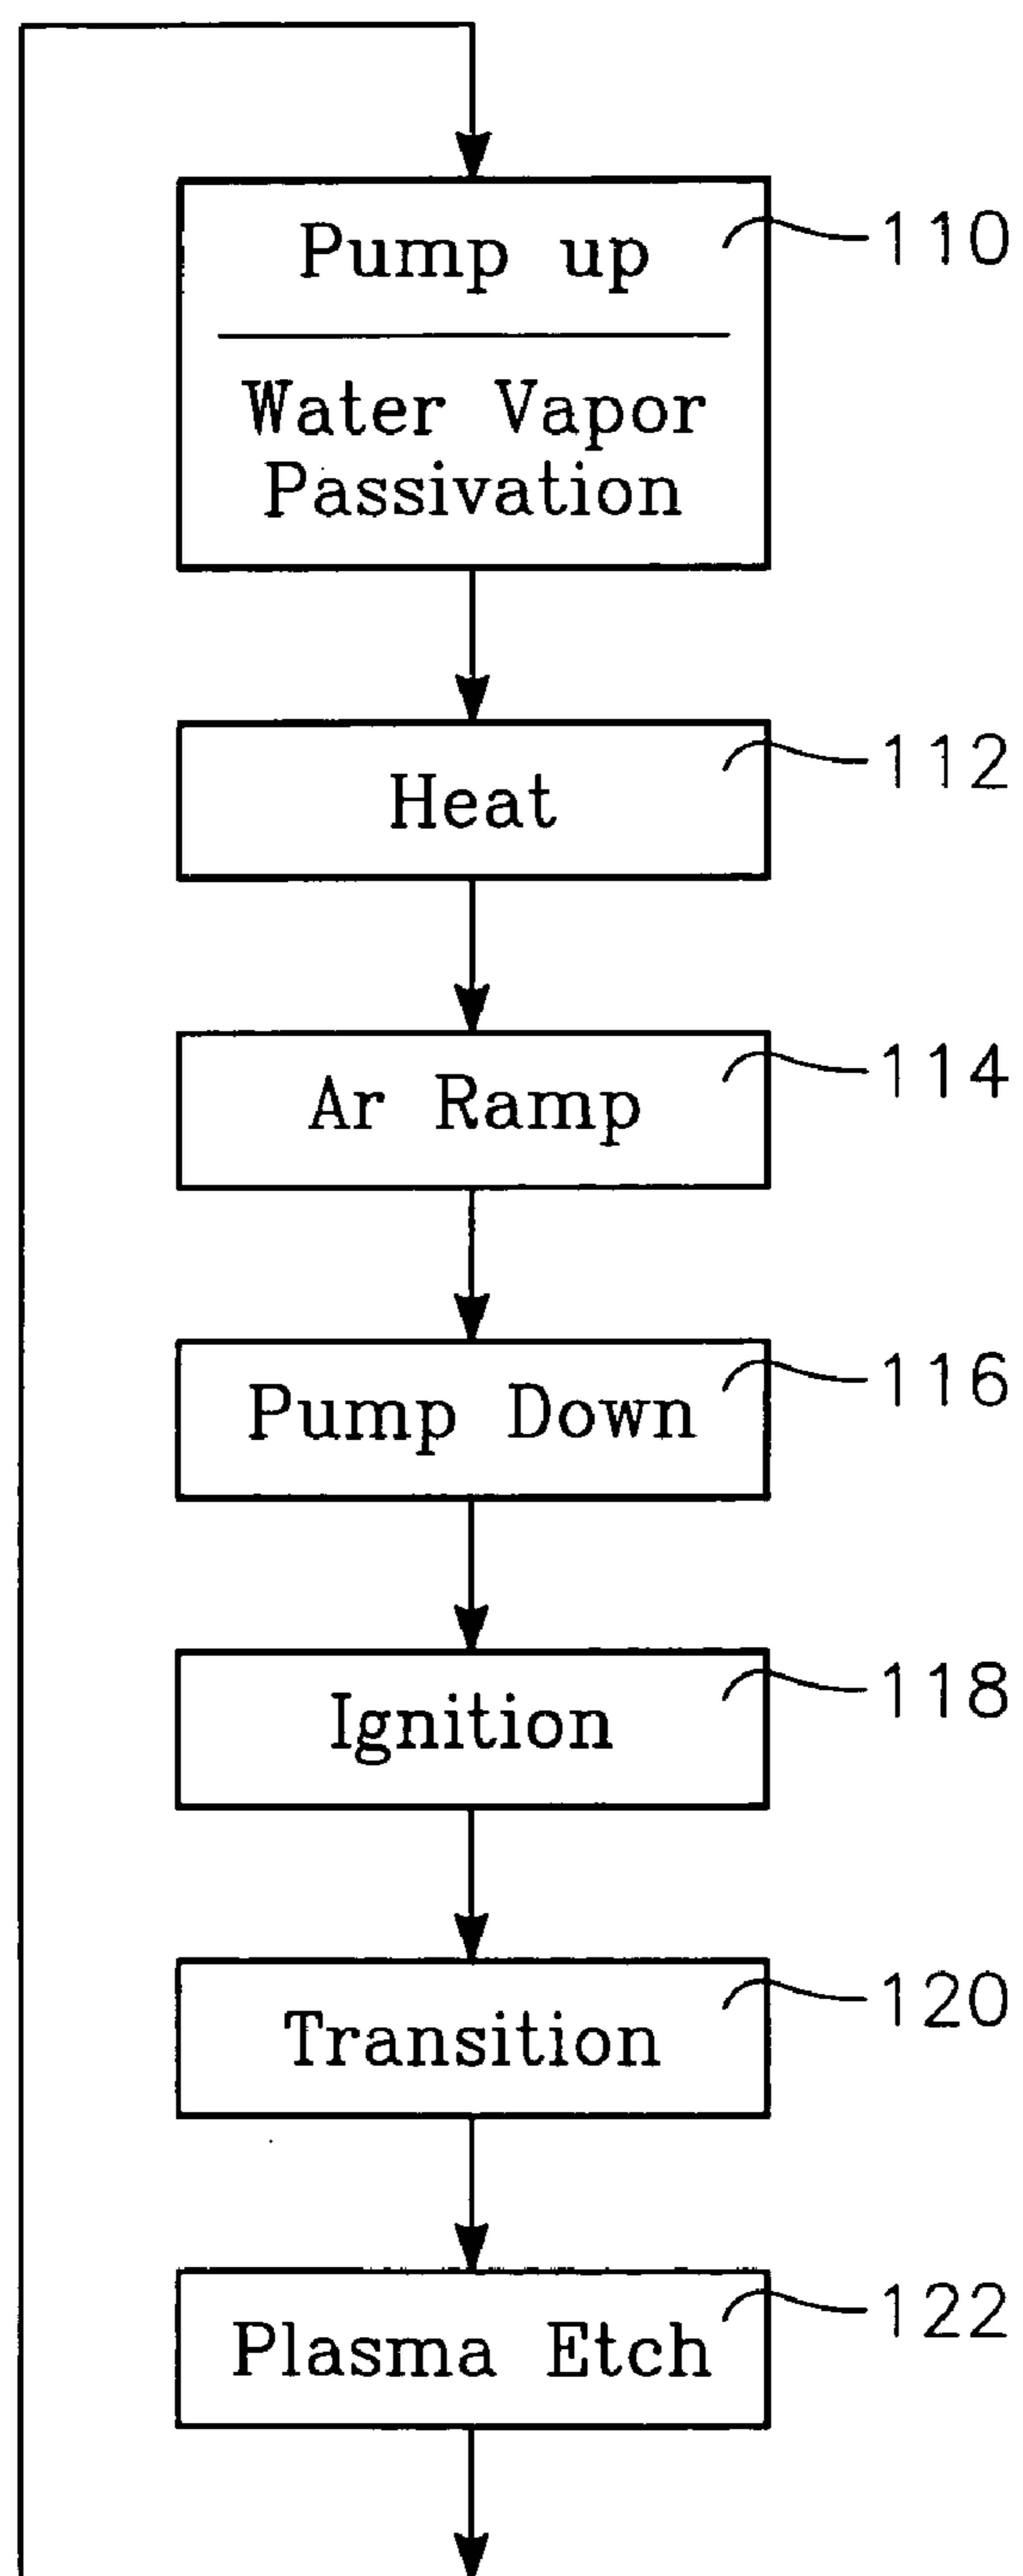 Pump up
110
Water Vapor
Passivation
Heat
112
Ar Ramp
114
Pump Down
116
Ignition
118
Transition
120
Plasma Etch
122